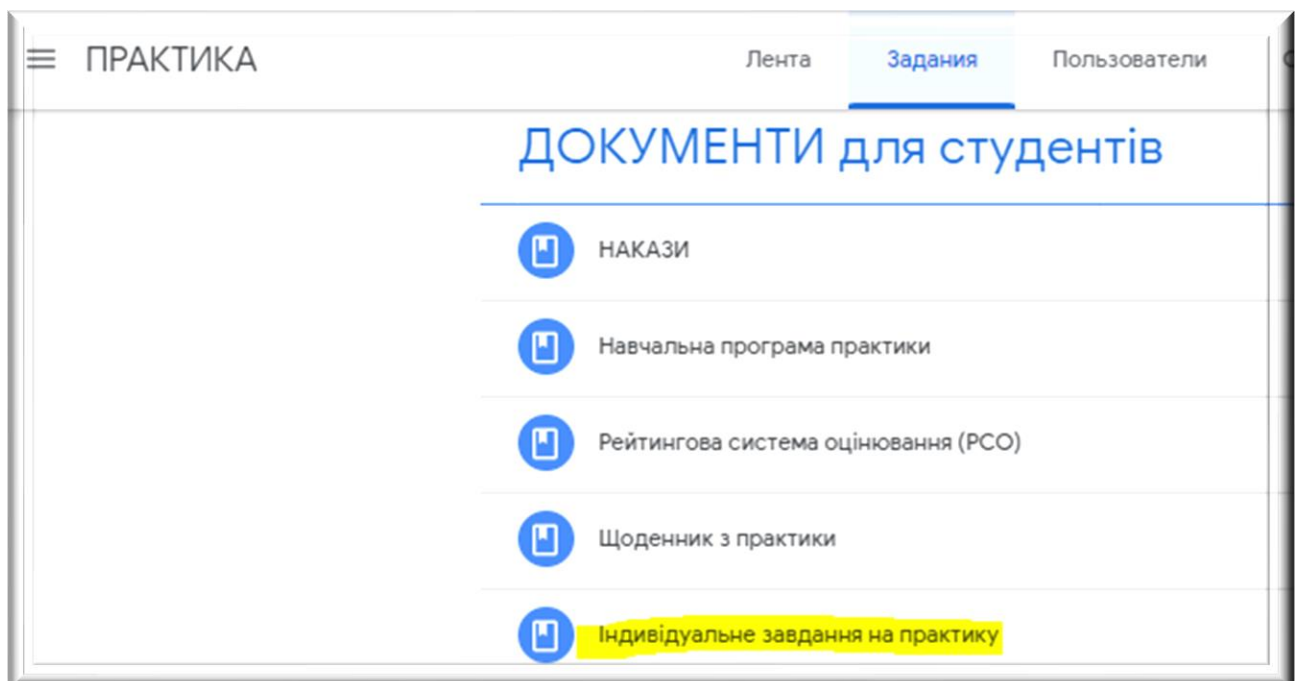 ПРАКТИКА
Лента
Задания
Пользователи
ДОКУМЕНТИ для студентів
НАКАЗИ
Навчальна програма практики
Рейтингова система оцінювання (РСО)
Щоденник з практики
Індивідуальне завдання на практику